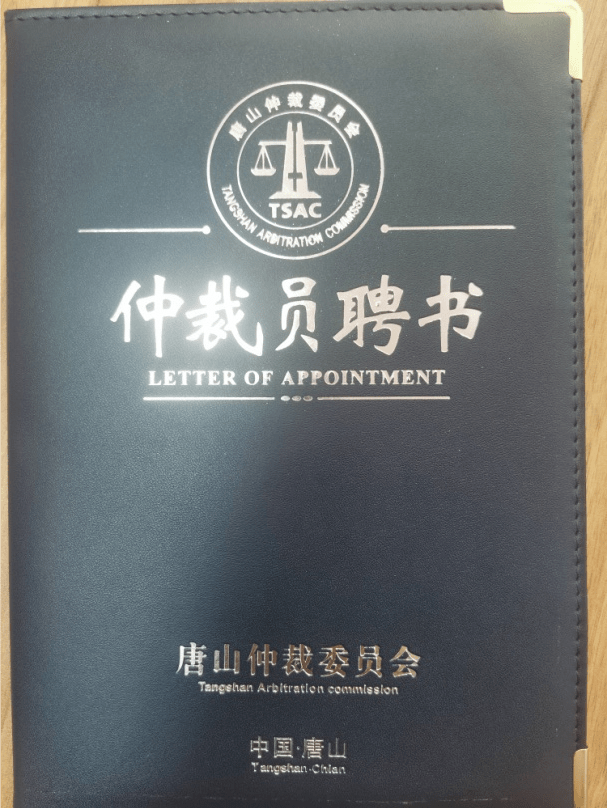 唐山仲裁委员会
TSAC
TANGSHAN ARBITRATION COMMISSION
仲裁员聘书
LETTER OF APPOINTMENT
唐山仲裁委员会
Tangshan Arbitration commission
中国·唐山
Tangshan·Chian